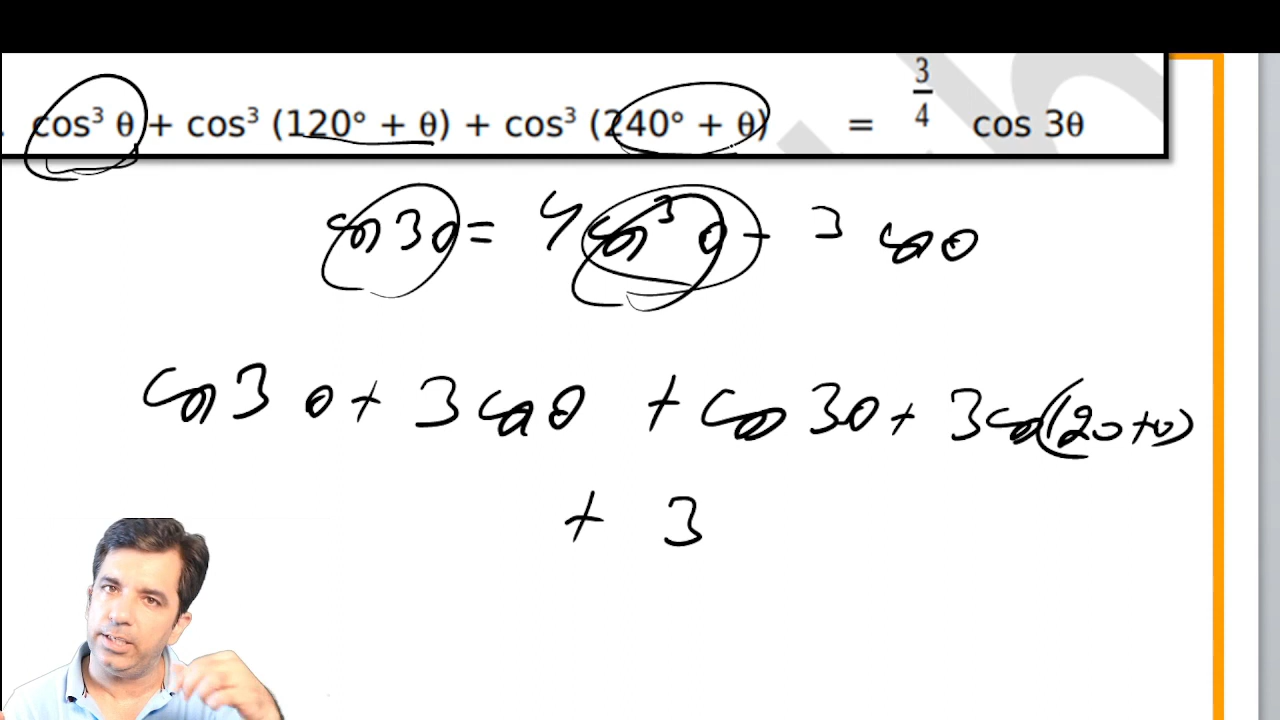 cos³ θ + cos³ (120° + θ) + cos³ (240° + θ) = 3/4 cos 3θ
cos 3θ = 4 cos³ θ - 3 cos θ
cos 3θ + 3 cos θ + cos 3θ + 3 cos(120+θ)
+ 3